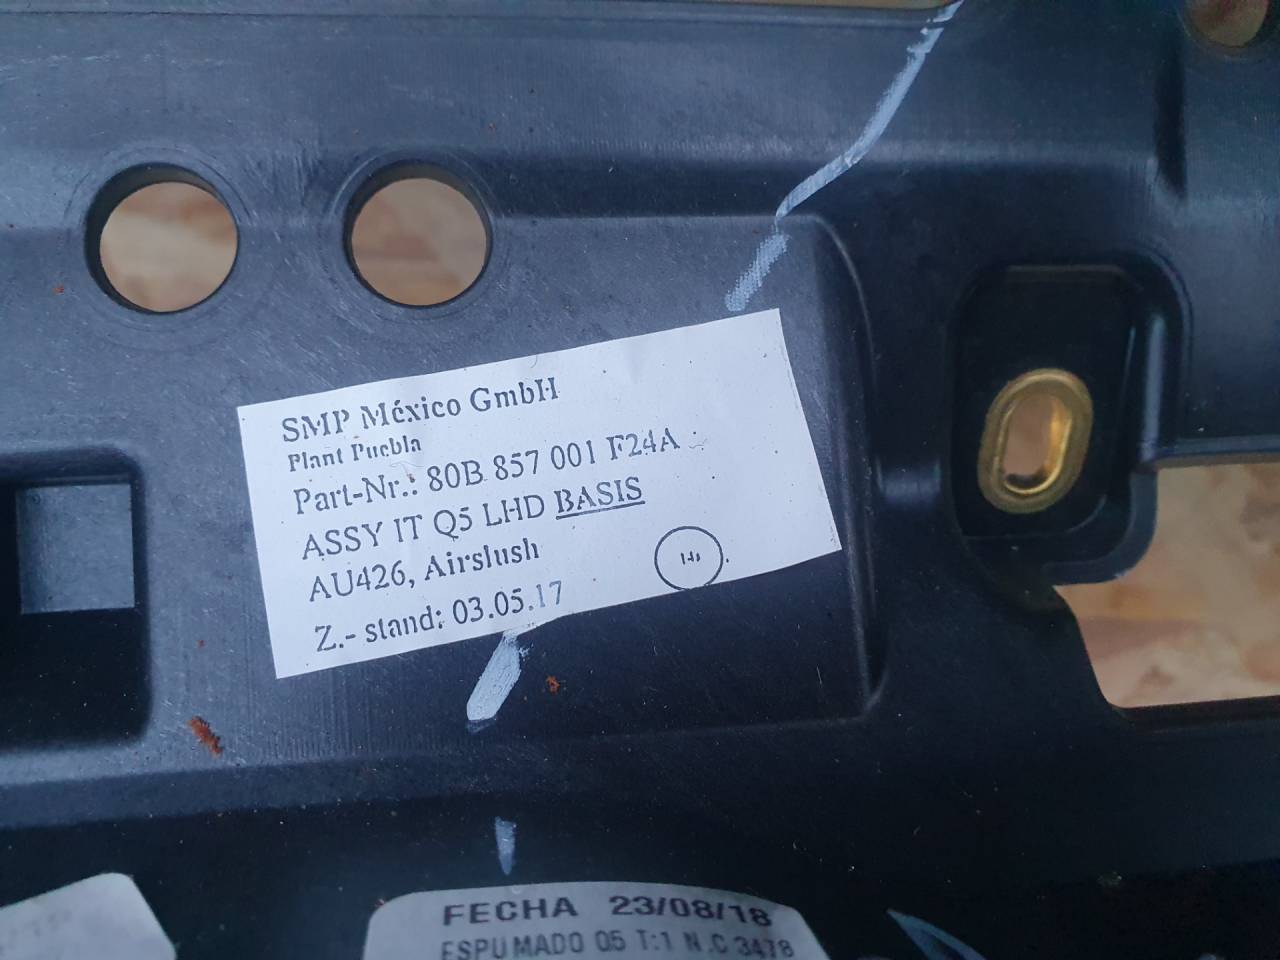 SMP México GmbH
Plant Puebla
Part-Nr.: 80B 857 001 F24A
ASSY IT Q5 LHD BASIS
AU426, Airslush
Z.- stand: 03.05.17
FECHA 23/08/18
ESPUMADO Q5 T:1 N.C 3478